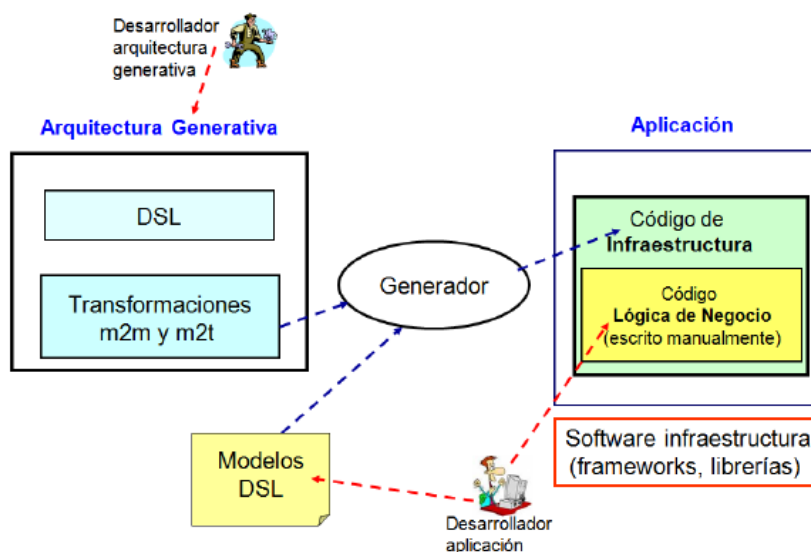 Desarrollador
arquitectura
generativa
Arquitectura Generativa
DSL
Transformaciones
m2m y m2t
Generador
Modelos
DSL
Aplicación
Código de
Infraestructura
Código
Lógica de Negocio
(escrito manualmente)
Software infraestructura
(frameworks, librerías)
Desarrollador
aplicación